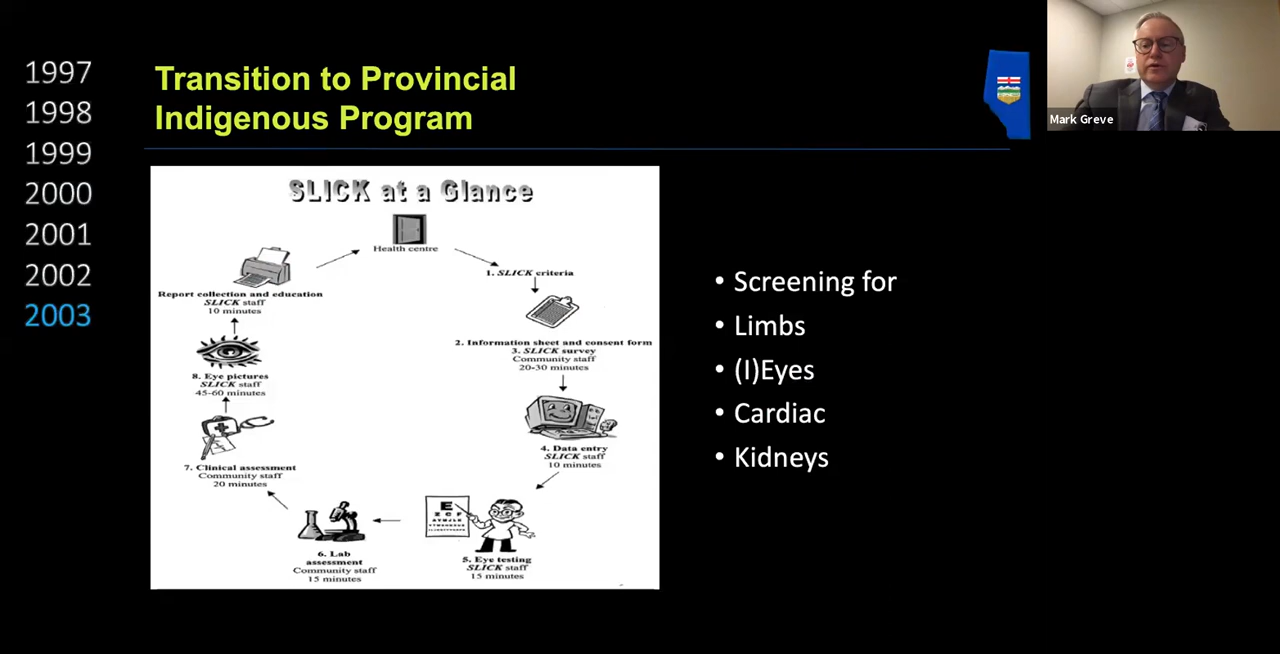 1997
1998
1999
2000
2001
2002
2003
Transition to Provincial
Indigenous Program
Mark Greve
SLICK at a Glance
Health centre
1. SLICK criteria
2. Information sheet and consent form
3. SLICK survey
Community staff
20-30 minutes
4. Data entry
SLICK staff
10 minutes
5. Eye testing
SLICK staff
15 minutes
E
6. Lab
assessment
Community staff
15 minutes
7. Clinical assessment
Community staff
20 minutes
8. Eye pictures
SLICK staff
45-60 minutes
Report collection and education
SLICK staff
10 minutes
• Screening for
• Limbs
• (I)Eyes
• Cardiac
• Kidneys